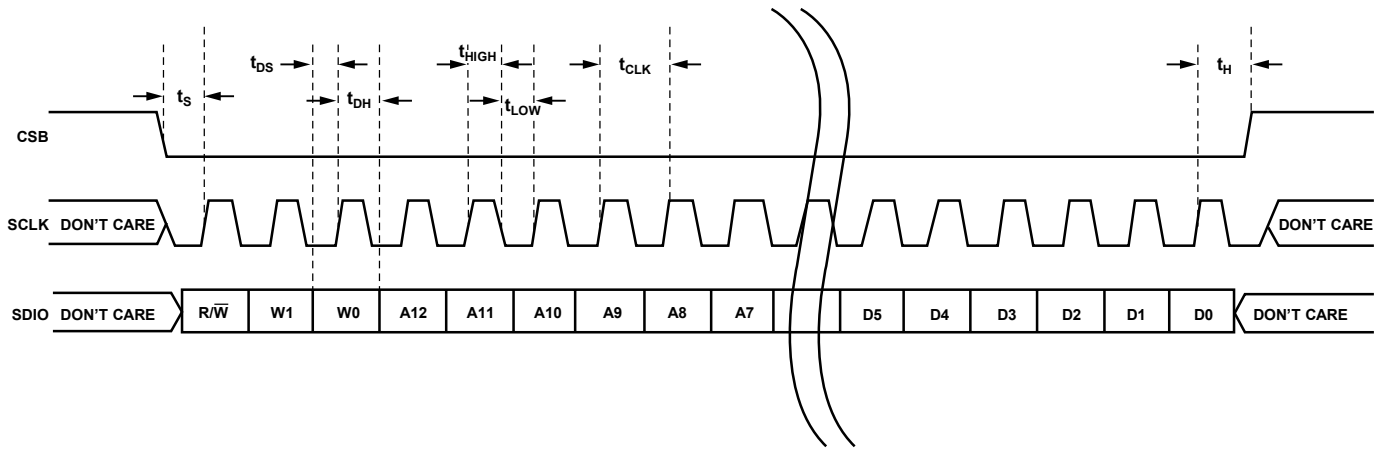 tDS
tHIGH
tCLK
tH
tS
tDH
tLOW
CSB
SCLK DON'T CARE
DON'T CARE
SDIO DON'T CARE R/W̅ W1 W0 A12 A11 A10 A9 A8 A7 D5 D4 D3 D2 D1 D0 DON'T CARE